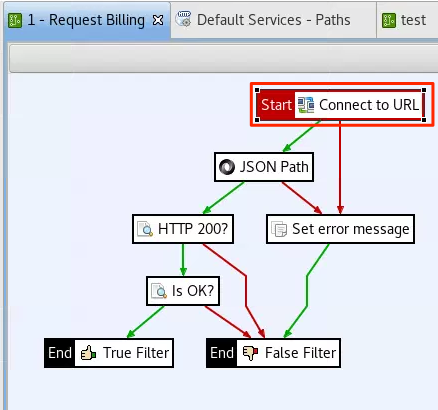 1 - Request Billing
Default Services - Paths
test
Start Connect to URL
JSON Path
HTTP 200?
Set error message
Is OK?
End True Filter
End False Filter